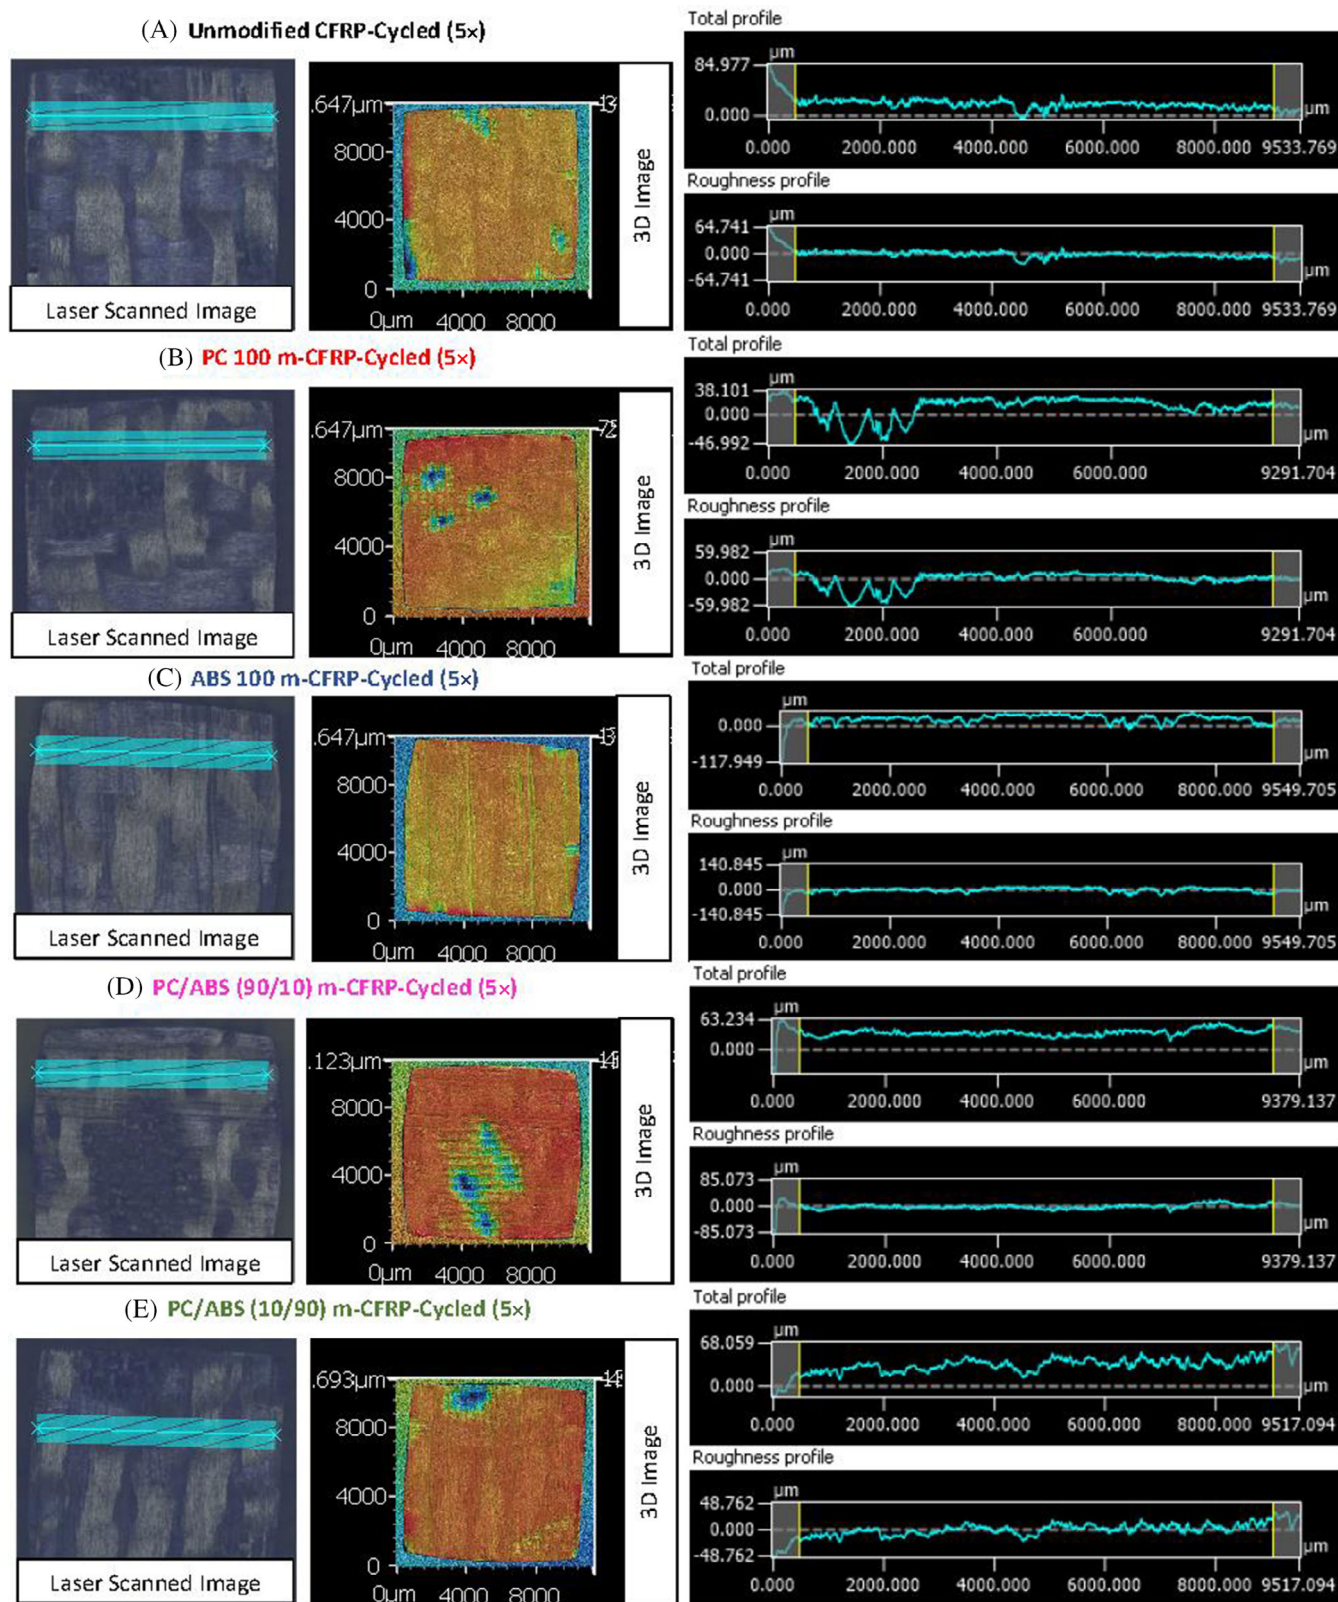 (A) Unmodified CFRP-Cycled (5×)
.647µm
8000
4000
0
0µm 4000 8000
3D Image
Laser Scanned Image
Total profile
µm
84.977
0.000
µm
0.000 2000.000 4000.000 6000.000 8000.000 9533.769
Roughness profile
µm
64.741
0.000
-64.741
µm
0.000 2000.000 4000.000 6000.000 8000.000 9533.769
(B) PC 100 m-CFRP-Cycled (5×)
.647µm
8000
4000
0
0µm 4000 8000
3D Image
Laser Scanned Image
Total profile
µm
38.101
0.000
-46.992
µm
0.000 2000.000 4000.000 6000.000 9291.704
Roughness profile
µm
59.982
0.000
-59.982
µm
0.000 2000.000 4000.000 6000.000 9291.704
(C) ABS 100 m-CFRP-Cycled (5×)
.647µm
8000
4000
0
0µm 4000 8000
3D Image
Laser Scanned Image
Total profile
µm
0.000
-117.949
µm
0.000 2000.000 4000.000 6000.000 8000.000 9549.705
Roughness profile
µm
140.845
0.000
-140.845
µm
0.000 2000.000 4000.000 6000.000 8000.000 9549.705
(D) PC/ABS (90/10) m-CFRP-Cycled (5×)
.123µm
8000
4000
0
0µm 4000 8000
3D Image
Laser Scanned Image
Total profile
µm
63.234
0.000
µm
0.000 2000.000 4000.000 6000.000 9379.137
Roughness profile
µm
85.073
0.000
-85.073
µm
0.000 2000.000 4000.000 6000.000 9379.137
(E) PC/ABS (10/90) m-CFRP-Cycled (5×)
.693µm
8000
4000
0
0µm 4000 8000
3D Image
Laser Scanned Image
Total profile
µm
68.059
0.000
µm
0.000 2000.000 4000.000 6000.000 8000.000 9517.094
Roughness profile
µm
48.762
0.000
-48.762
µm
0.000 2000.000 4000.000 6000.000 8000.000 9517.094